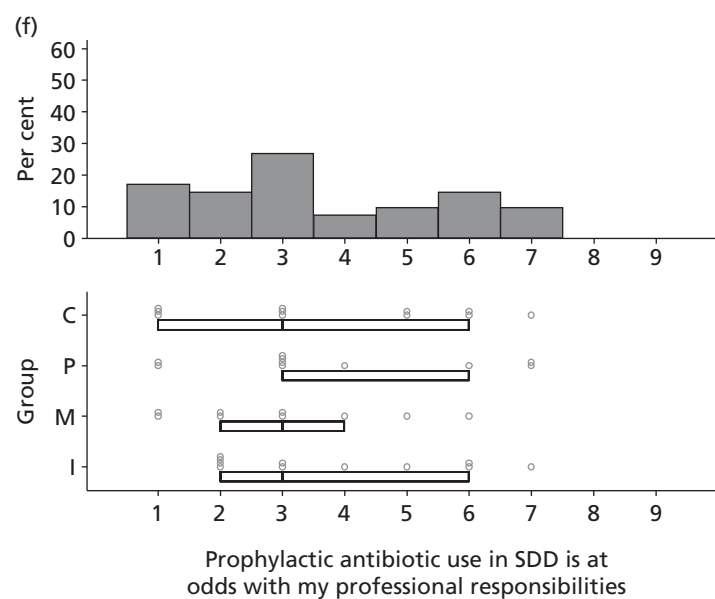 (f)
60
50
40
30
20
10
0
Per cent
1 2 3 4 5 6 7 8 9
C
P
M
I
Group
1 2 3 4 5 6 7 8 9
Prophylactic antibiotic use in SDD is at
odds with my professional responsibilities